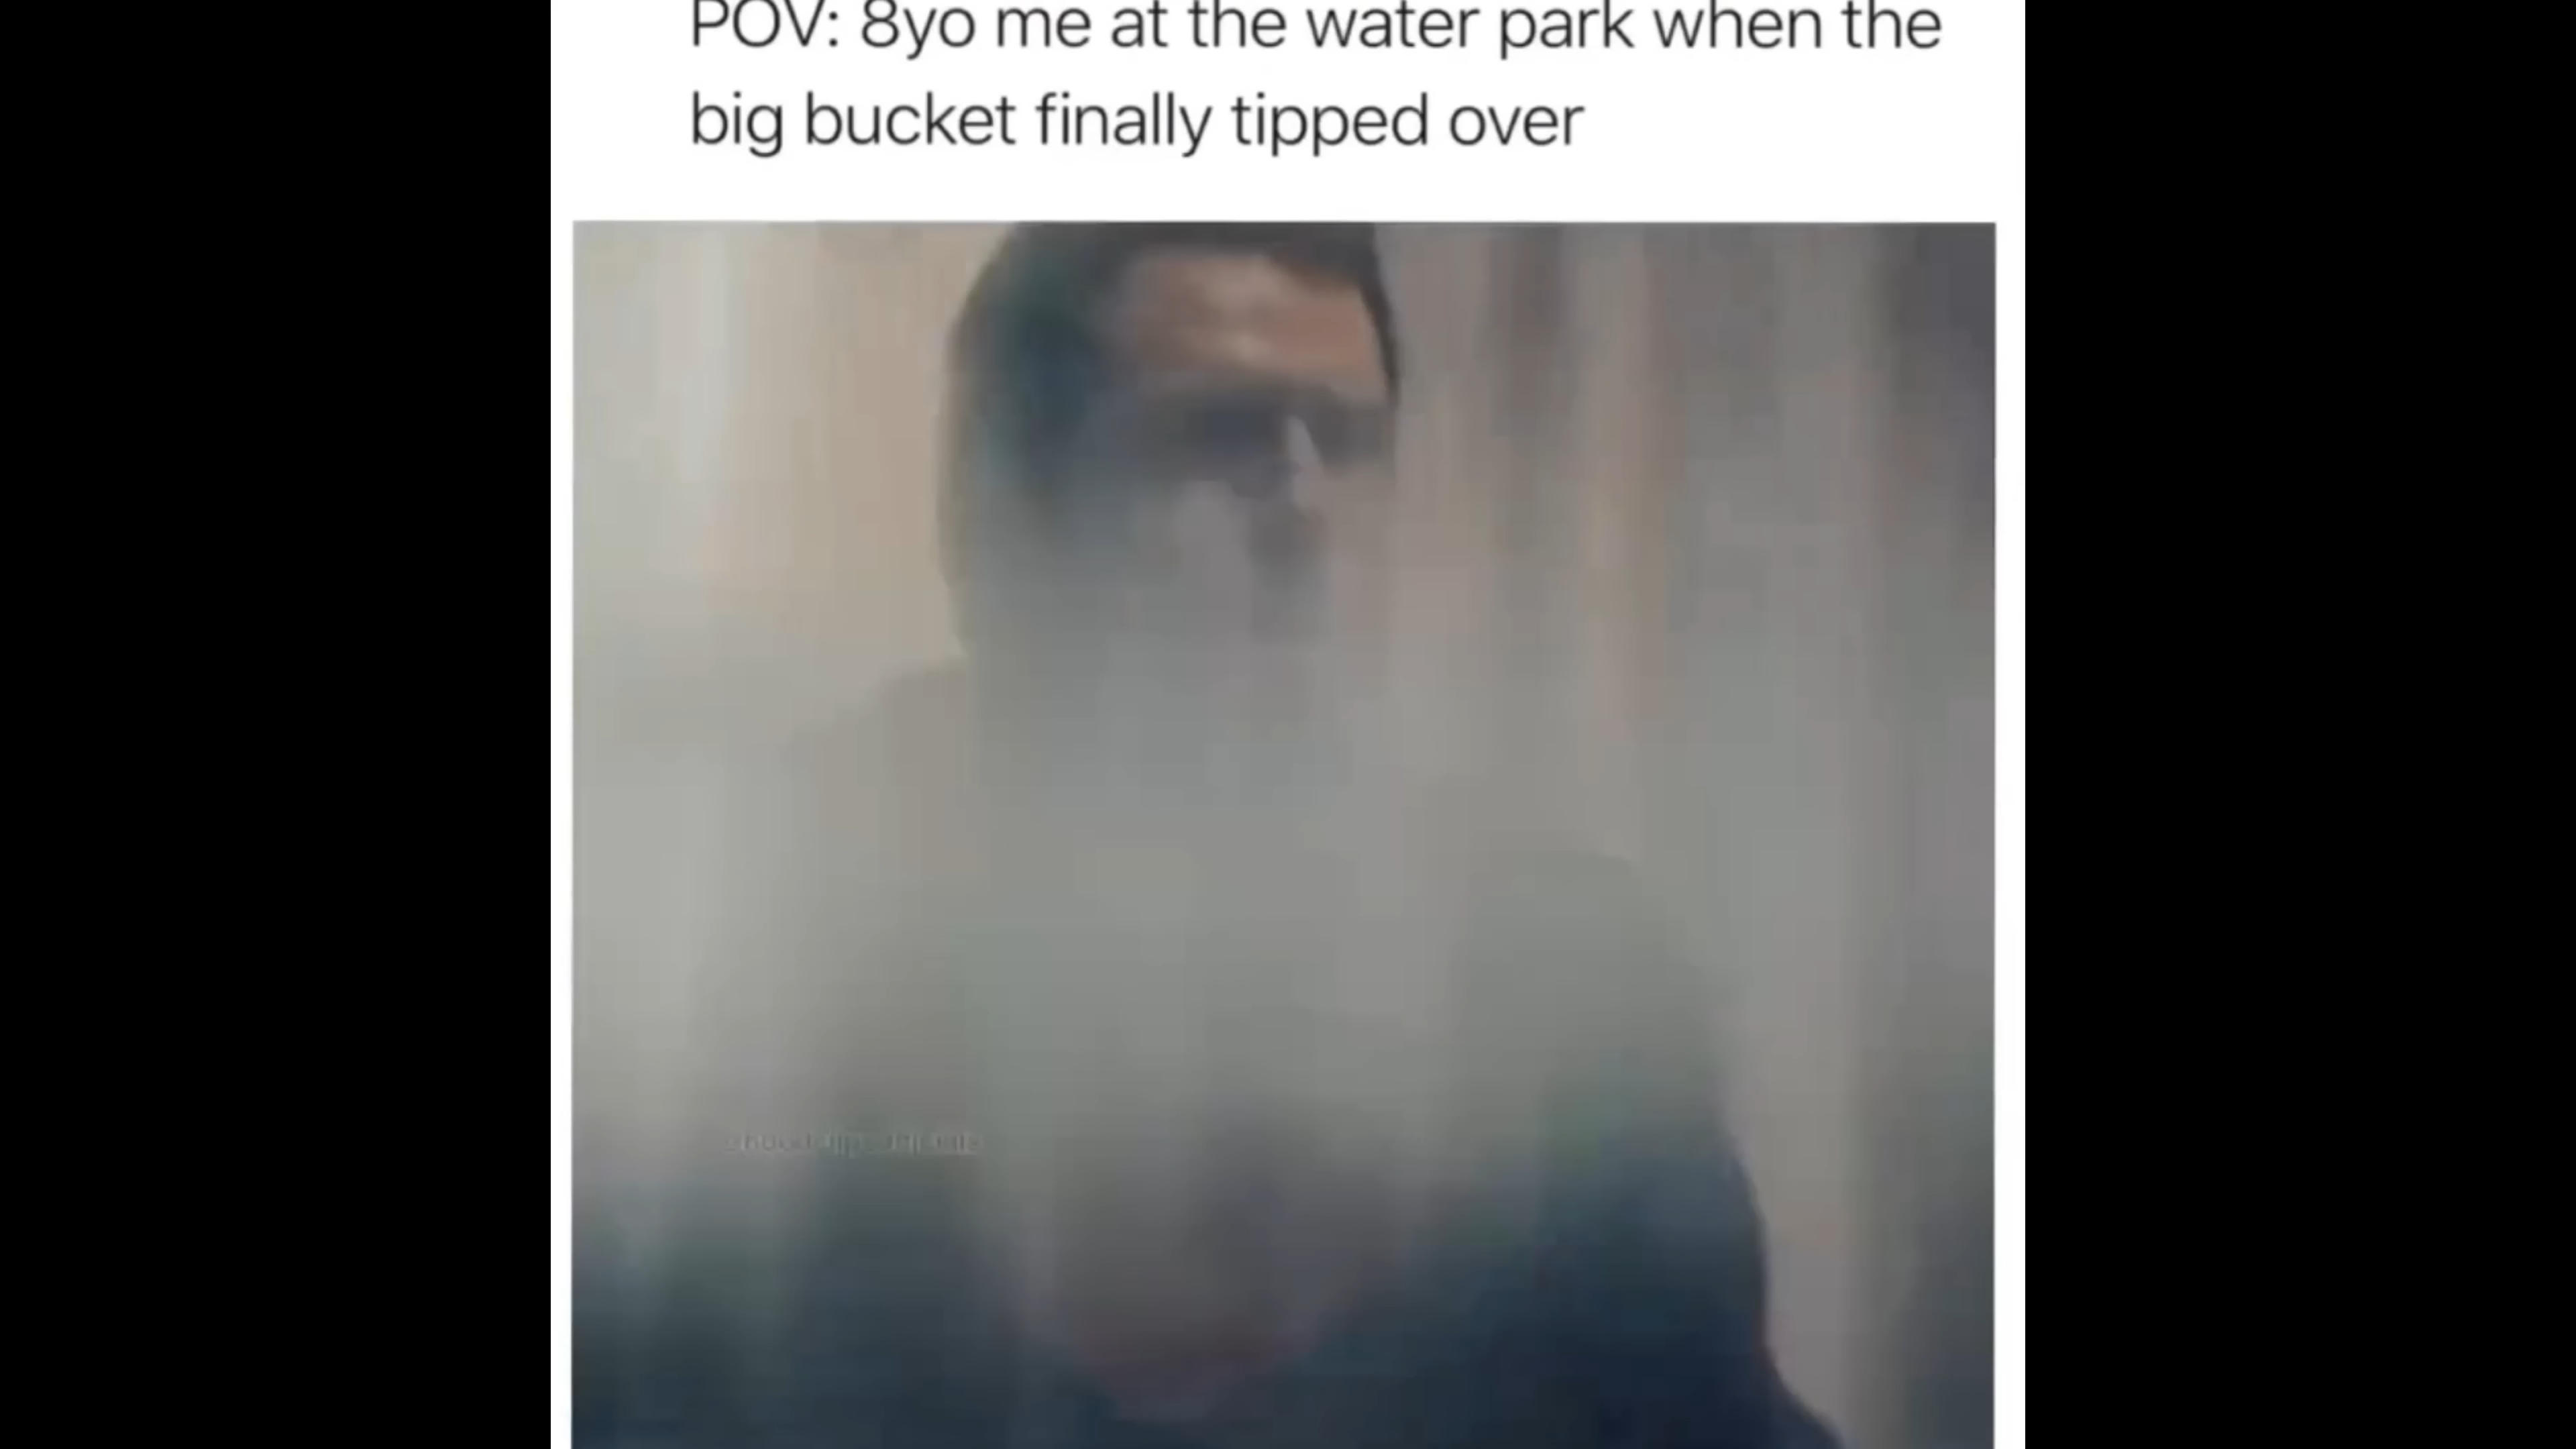 POV: 8yo me at the water park when the
big bucket finally tipped over